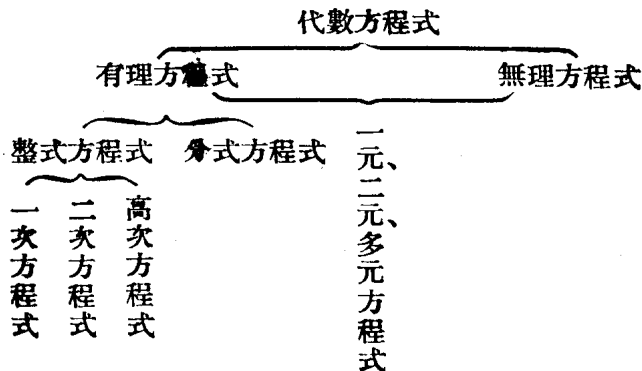 代數方程式
有理方程式
無理方程式
整式方程式
分式方程式
一元、二元、多元方程式
一次方程式
二次方程式
高次方程式